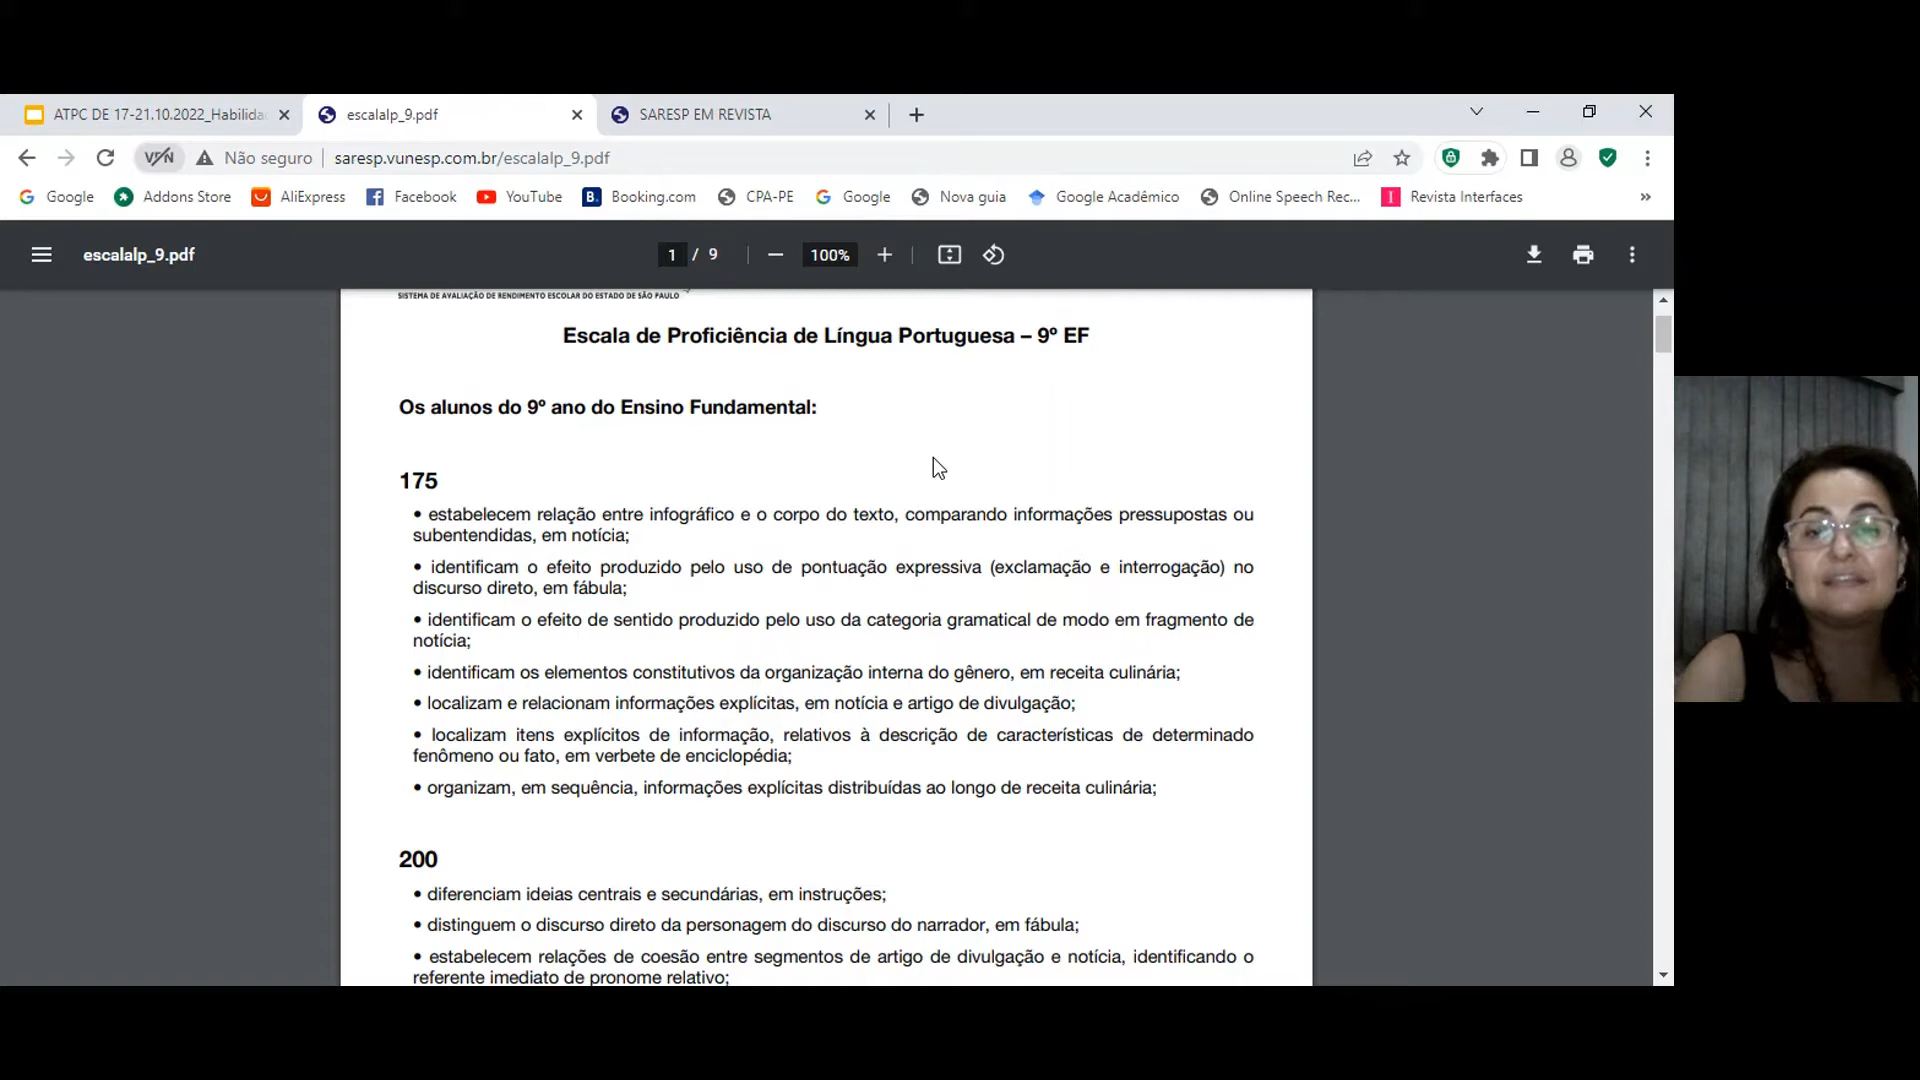 ATPC DE 17-21.10.2022_Habilida
escalalp_9.pdf
SARESP EM REVISTA
VPN
Não seguro
saresp.vunesp.com.br/escalalp_9.pdf
Google
Addons Store
AliExpress
Facebook
YouTube
Booking.com
CPA-PE
Google
Nova guia
Google Acadêmico
Online Speech Rec...
Revista Interfaces
escalalp_9.pdf
1 / 9
100%
SISTEMA DE AVALIAÇÃO DE RENDIMENTO ESCOLAR DO ESTADO DE SÃO PAULO
Escala de Proficiência de Língua Portuguesa – 9º EF
Os alunos do 9º ano do Ensino Fundamental:
175
• estabelecem relação entre infográfico e o corpo do texto, comparando informações pressupostas ou
subentendidas, em notícia;
• identificam o efeito produzido pelo uso de pontuação expressiva (exclamação e interrogação) no
discurso direto, em fábula;
• identificam o efeito de sentido produzido pelo uso da categoria gramatical de modo em fragmento de
notícia;
• identificam os elementos constitutivos da organização interna do gênero, em receita culinária;
• localizam e relacionam informações explícitas, em notícia e artigo de divulgação;
• localizam itens explícitos de informação, relativos à descrição de características de determinado
fenômeno ou fato, em verbete de enciclopédia;
• organizam, em sequência, informações explícitas distribuídas ao longo de receita culinária;
200
• diferenciam ideias centrais e secundárias, em instruções;
• distinguem o discurso direto da personagem do discurso do narrador, em fábula;
• estabelecem relações de coesão entre segmentos de artigo de divulgação e notícia, identificando o
referente imediato de pronome relativo;